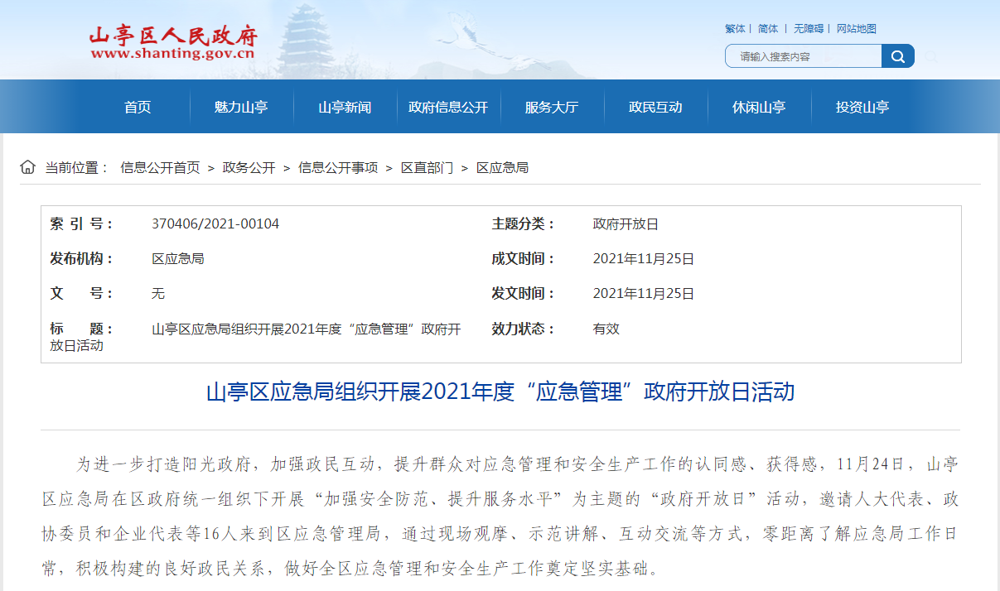 山亭区人民政府
www.shanting.gov.cn
繁体 | 简体 | 无障碍 | 网站地图
请输入搜索内容
首页 魅力山亭 山亭新闻 政府信息公开 服务大厅 政民互动 休闲山亭 投资山亭
当前位置： 信息公开首页 > 政务公开 > 信息公开事项 > 区直部门 > 区应急局
索 引 号： 370406/2021-00104 主题分类： 政府开放日
发布机构： 区应急局 成文时间： 2021年11月25日
文 号： 无 发文时间： 2021年11月25日
标 题： 山亭区应急局组织开展2021年度“应急管理”政府开 效力状态： 有效
放日活动
山亭区应急局组织开展2021年度“应急管理”政府开放日活动
为进一步打造阳光政府，加强政民互动，提升群众对应急管理和安全生产工作的认同感、获得感，11月24日，山亭
区应急局在区政府统一组织下开展“加强安全防范、提升服务水平”为主题的“政府开放日”活动，邀请人大代表、政
协委员和企业代表等16人来到区应急管理局，通过现场观摩、示范讲解、互动交流等方式，零距离了解应急局工作日
常，积极构建的良好政民关系，做好全区应急管理和安全生产工作奠定坚实基础。